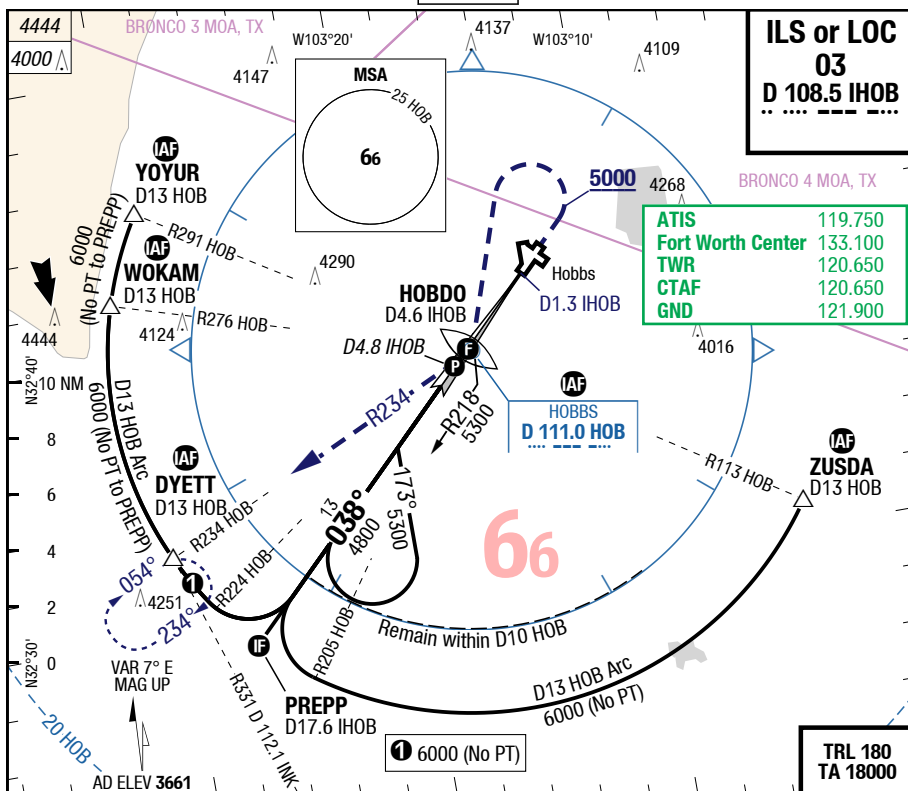 4444
4000
BRONCO 3 MOA, TX
W103°20'
4137
W103°10'
4109
4147
ILS or LOC
03
D 108.5 IHOB
MSA
25 HOB
66
IAF
YOYUR
D13 HOB
R291 HOB
6000
(No PT to PREPP)
IAF
WOKAM
D13 HOB
R276 HOB
4290
4124
4444
5000
4268
BRONCO 4 MOA, TX
ATIS 119.750
Fort Worth Center 133.100
TWR 120.650
CTAF 120.650
GND 121.900
Hobbs
D1.3 IHOB
HOBDO
D4.6 IHOB
D4.8 IHOB
F
P
4016
N32°40'
10 NM
8
6
4
2
0
N32°30'
D13 HOB Arc
6000 (No PT to PREPP)
R234
R218
5300
IAF
HOBBS
D 111.0 HOB
R113 HOB
IAF
ZUSDA
D13 HOB
IAF
DYETT
D13 HOB
R234 HOB
R224 HOB
13
038°
4800
173°
5300
66
054°
234°
4251
1
R205 HOB
Remain within D10 HOB
IF
PREPP
D17.6 IHOB
D13 HOB Arc
6000 (No PT)
VAR 7° E
MAG UP
R331 D 112.1 INK
20 HOB
AD ELEV 3661
1 6000 (No PT)
TRL 180
TA 18000